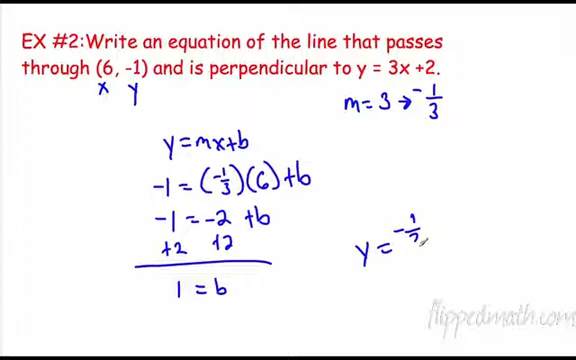 EX #2:Write an equation of the line that passes
through (6, -1) and is perpendicular to y = 3x +2.
x y
m = 3 → -1/3
y = mx+b
-1 = (-1/3)(6) + b
-1 = -2 + b
+2 +2
1 = b
y = -1/
flippedmath.com